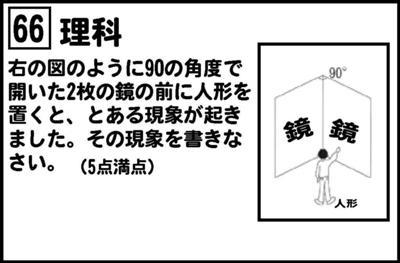 66 理科
右の図のように90の角度で
開いた2枚の鏡の前に人形を
置くと、とある現象が起き
ました。その現象を書きな
さい。（5点満点）
90°
鏡 鏡
人形